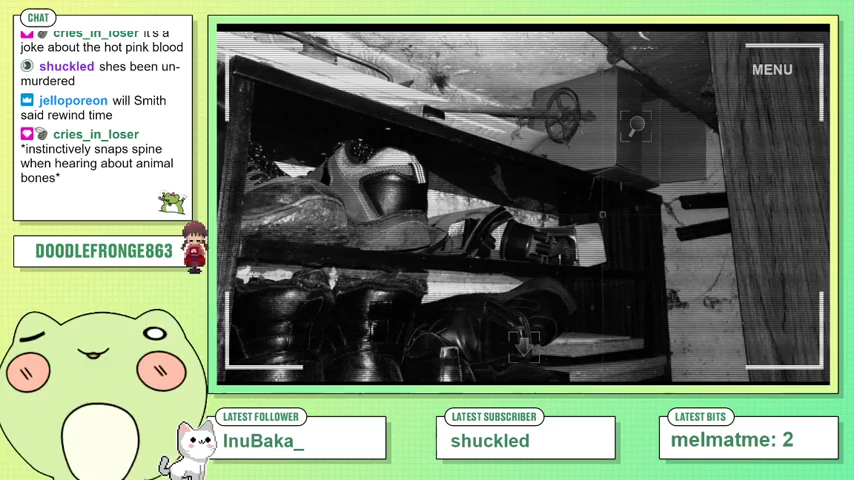 CHAT
cries_in_loser it's a
joke about the hot pink blood
shuckled shes been un-
murdered
jelloporeon will Smith
said rewind time
cries_in_loser
*instinctively snaps spine
when hearing about animal
bones*
DOODLEFRONGE863
MENU
LATEST FOLLOWER
InuBaka_
LATEST SUBSCRIBER
shuckled
LATEST BITS
melmatme: 2